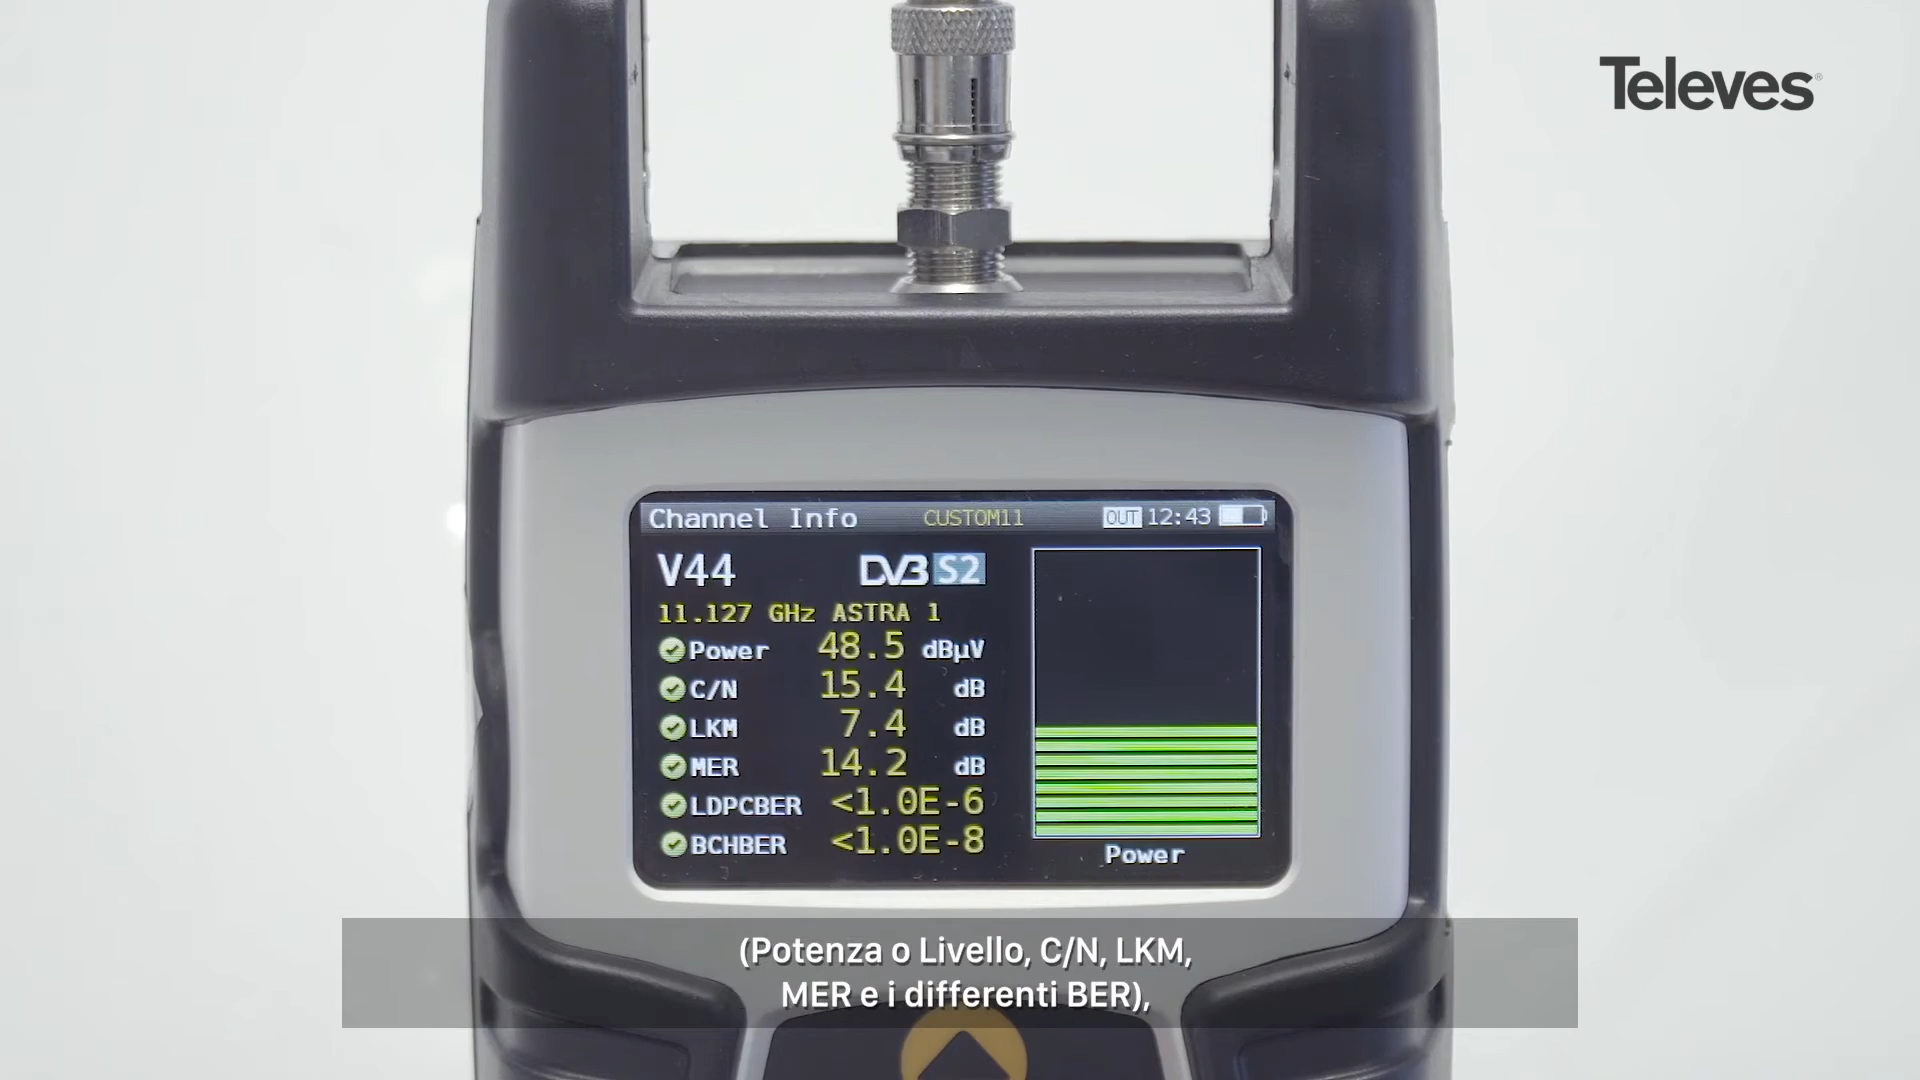 Televes
Channel Info CUSTOM11 OUT 12:43
V44 DVB S2
11.127 GHz ASTRA 1
Power 48.5 dBµV
C/N 15.4 dB
LKM 7.4 dB
MER 14.2 dB
LDPCBER <1.0E-6
BCHBER <1.0E-8
Power
(Potenza o Livello, C/N, LKM,
MER e i differenti BER),